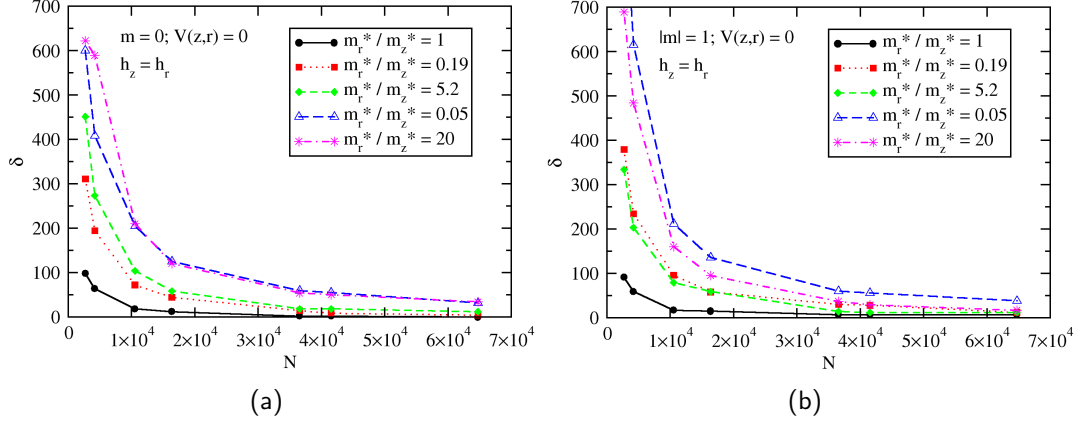 700
600
500
400
300
200
100
0
δ
m = 0; V(z,r) = 0
h_z = h_r
m_r* / m_z* = 1
m_r* / m_z* = 0.19
m_r* / m_z* = 5.2
m_r* / m_z* = 0.05
m_r* / m_z* = 20
0 1×10^4 2×10^4 3×10^4 4×10^4 5×10^4 6×10^4 7×10^4
N
(a)
700
600
500
400
300
200
100
0
δ
|m| = 1; V(z,r) = 0
h_z = h_r
m_r* / m_z* = 1
m_r* / m_z* = 0.19
m_r* / m_z* = 5.2
m_r* / m_z* = 0.05
m_r* / m_z* = 20
0 1×10^4 2×10^4 3×10^4 4×10^4 5×10^4 6×10^4 7×10^4
N
(b)